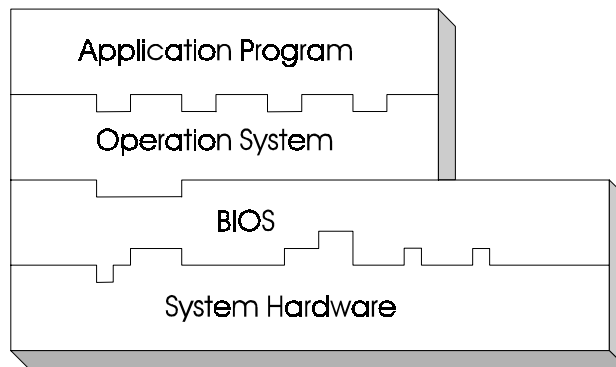 Application Program
Operation System
BIOS
System Hardware